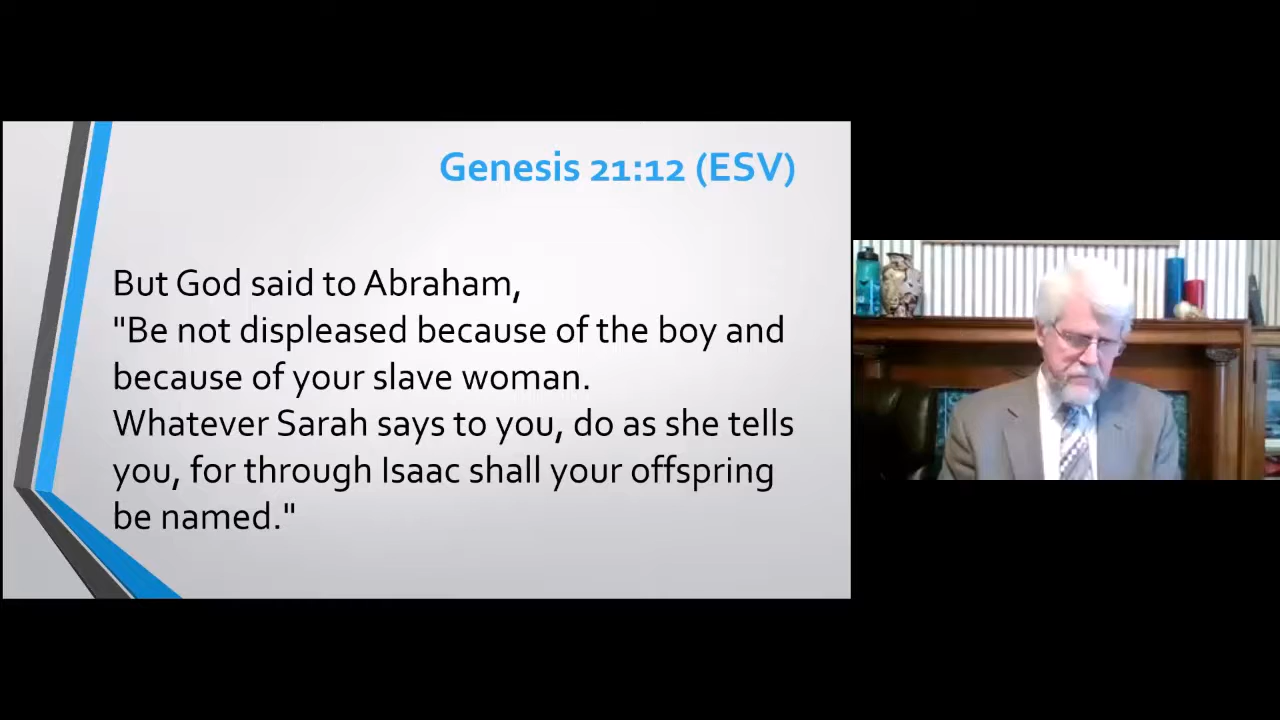 Genesis 21:12 (ESV)
But God said to Abraham,
"Be not displeased because of the boy and
because of your slave woman.
Whatever Sarah says to you, do as she tells
you, for through Isaac shall your offspring
be named."